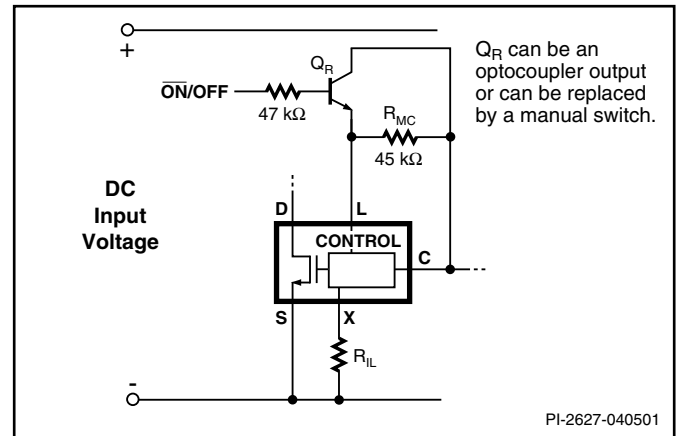 +
Q_R
ON/OFF
47 kΩ
Q_R can be an
optocoupler output
or can be replaced
by a manual switch.
R_MC
45 kΩ
DC
Input
Voltage
D
L
CONTROL
C
S
X
R_IL
-
PI-2627-040501